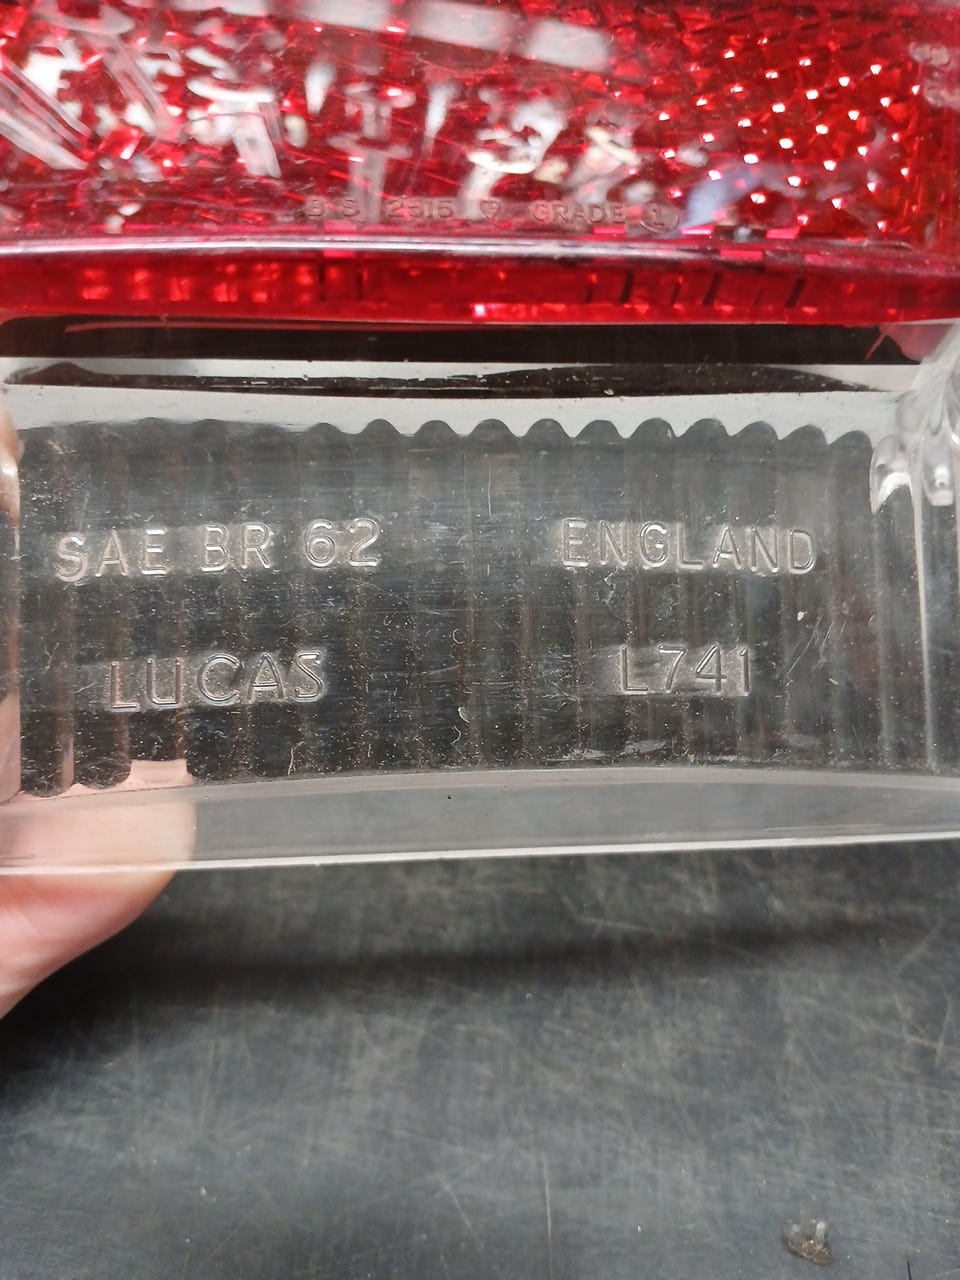 B S 2515 ♡ GRADE 1
SAE BR 62 ENGLAND
LUCAS L741